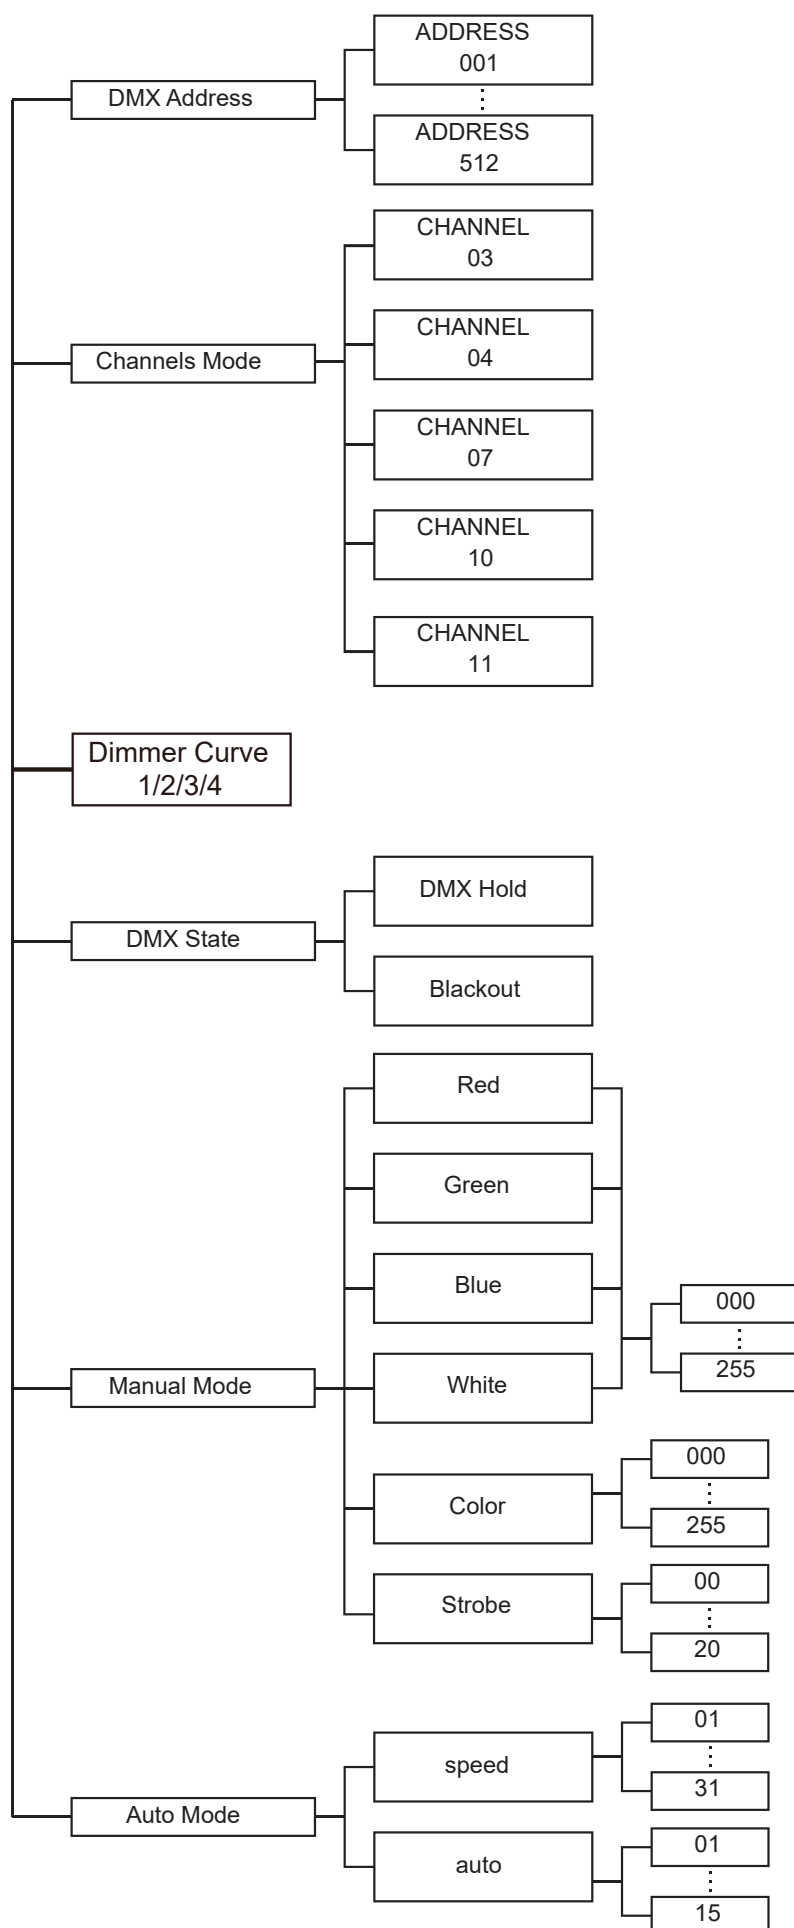 DMX Address
ADDRESS
001
ADDRESS
512
Channels Mode
CHANNEL
03
CHANNEL
04
CHANNEL
07
CHANNEL
10
CHANNEL
11
Dimmer Curve
1/2/3/4
DMX State
DMX Hold
Blackout
Manual Mode
Red
Green
Blue
White
000
255
Color
000
255
Strobe
00
20
Auto Mode
speed
01
31
auto
01
15